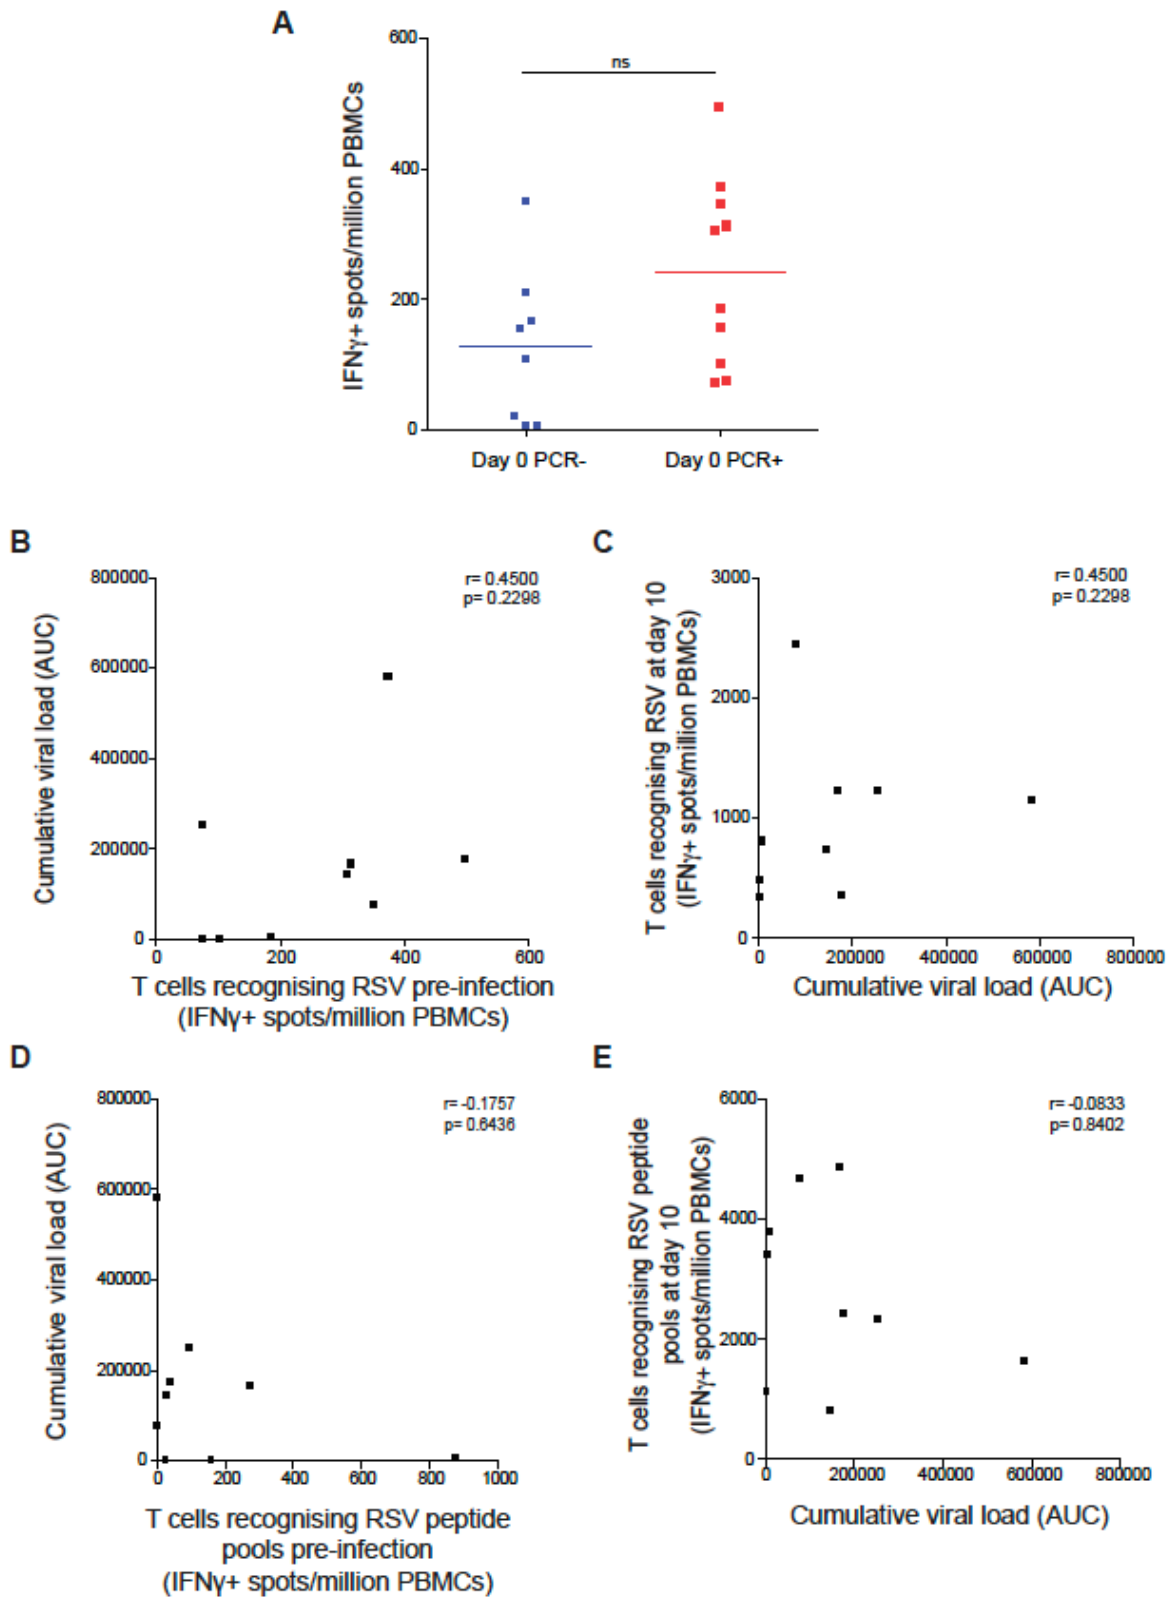 A
600
400
200
0
IFNγ+ spots/million PBMCs
ns
Day 0 PCR-
Day 0 PCR+
B
800000
600000
400000
200000
0
Cumulative viral load (AUC)
r= 0.4500
p= 0.2298
0 200 400 600
T cells recognising RSV pre-infection
(IFNγ+ spots/million PBMCs)
C
3000
2000
1000
0
T cells recognising RSV at day 10
(IFNγ+ spots/million PBMCs)
r= 0.4500
p= 0.2298
0 200000 400000 600000 800000
Cumulative viral load (AUC)
D
800000
600000
400000
200000
0
Cumulative viral load (AUC)
r= -0.1757
p= 0.6436
0 200 400 600 800 1000
T cells recognising RSV peptide
pools pre-infection
(IFNγ+ spots/million PBMCs)
E
6000
4000
2000
0
T cells recognising RSV peptide
pools at day 10
(IFNγ+ spots/million PBMCs)
r= -0.0833
p= 0.8402
0 200000 400000 600000 800000
Cumulative viral load (AUC)